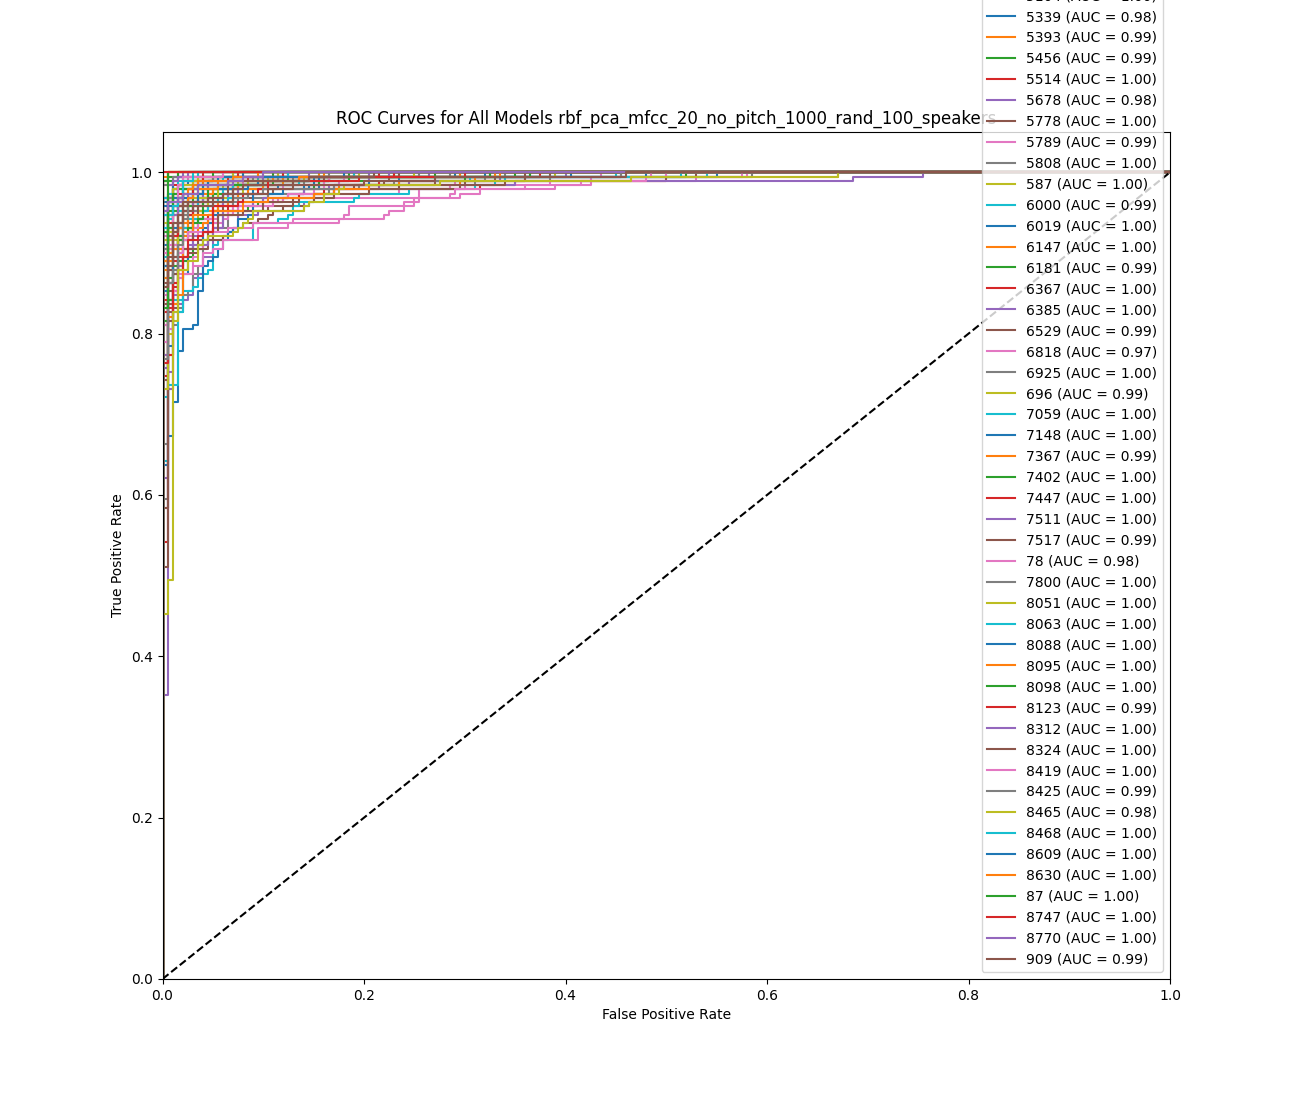 5339 (AUC = 0.98)
5393 (AUC = 0.99)
5456 (AUC = 0.99)
5514 (AUC = 1.00)
5678 (AUC = 0.98)
ROC Curves for All Models rbf_pca_mfcc_20_no_pitch_1000_rand_100_speakers
5778 (AUC = 1.00)
5789 (AUC = 0.99)
5808 (AUC = 1.00)
587 (AUC = 1.00)
6000 (AUC = 0.99)
6019 (AUC = 1.00)
6147 (AUC = 1.00)
6181 (AUC = 0.99)
6367 (AUC = 1.00)
6385 (AUC = 1.00)
6529 (AUC = 0.99)
6818 (AUC = 0.97)
6925 (AUC = 1.00)
696 (AUC = 0.99)
7059 (AUC = 1.00)
7148 (AUC = 1.00)
7367 (AUC = 0.99)
7402 (AUC = 1.00)
7447 (AUC = 1.00)
7511 (AUC = 1.00)
7517 (AUC = 0.99)
78 (AUC = 0.98)
7800 (AUC = 1.00)
8051 (AUC = 1.00)
8063 (AUC = 1.00)
8088 (AUC = 1.00)
8095 (AUC = 1.00)
8098 (AUC = 1.00)
8123 (AUC = 0.99)
8312 (AUC = 1.00)
8324 (AUC = 1.00)
8419 (AUC = 1.00)
8425 (AUC = 0.99)
8465 (AUC = 0.98)
8468 (AUC = 1.00)
8609 (AUC = 1.00)
8630 (AUC = 1.00)
87 (AUC = 1.00)
8747 (AUC = 1.00)
8770 (AUC = 1.00)
909 (AUC = 0.99)
True Positive Rate
1.0
0.8
0.6
0.4
0.2
0.0
0.0 0.2 0.4 0.6 0.8 1.0
False Positive Rate